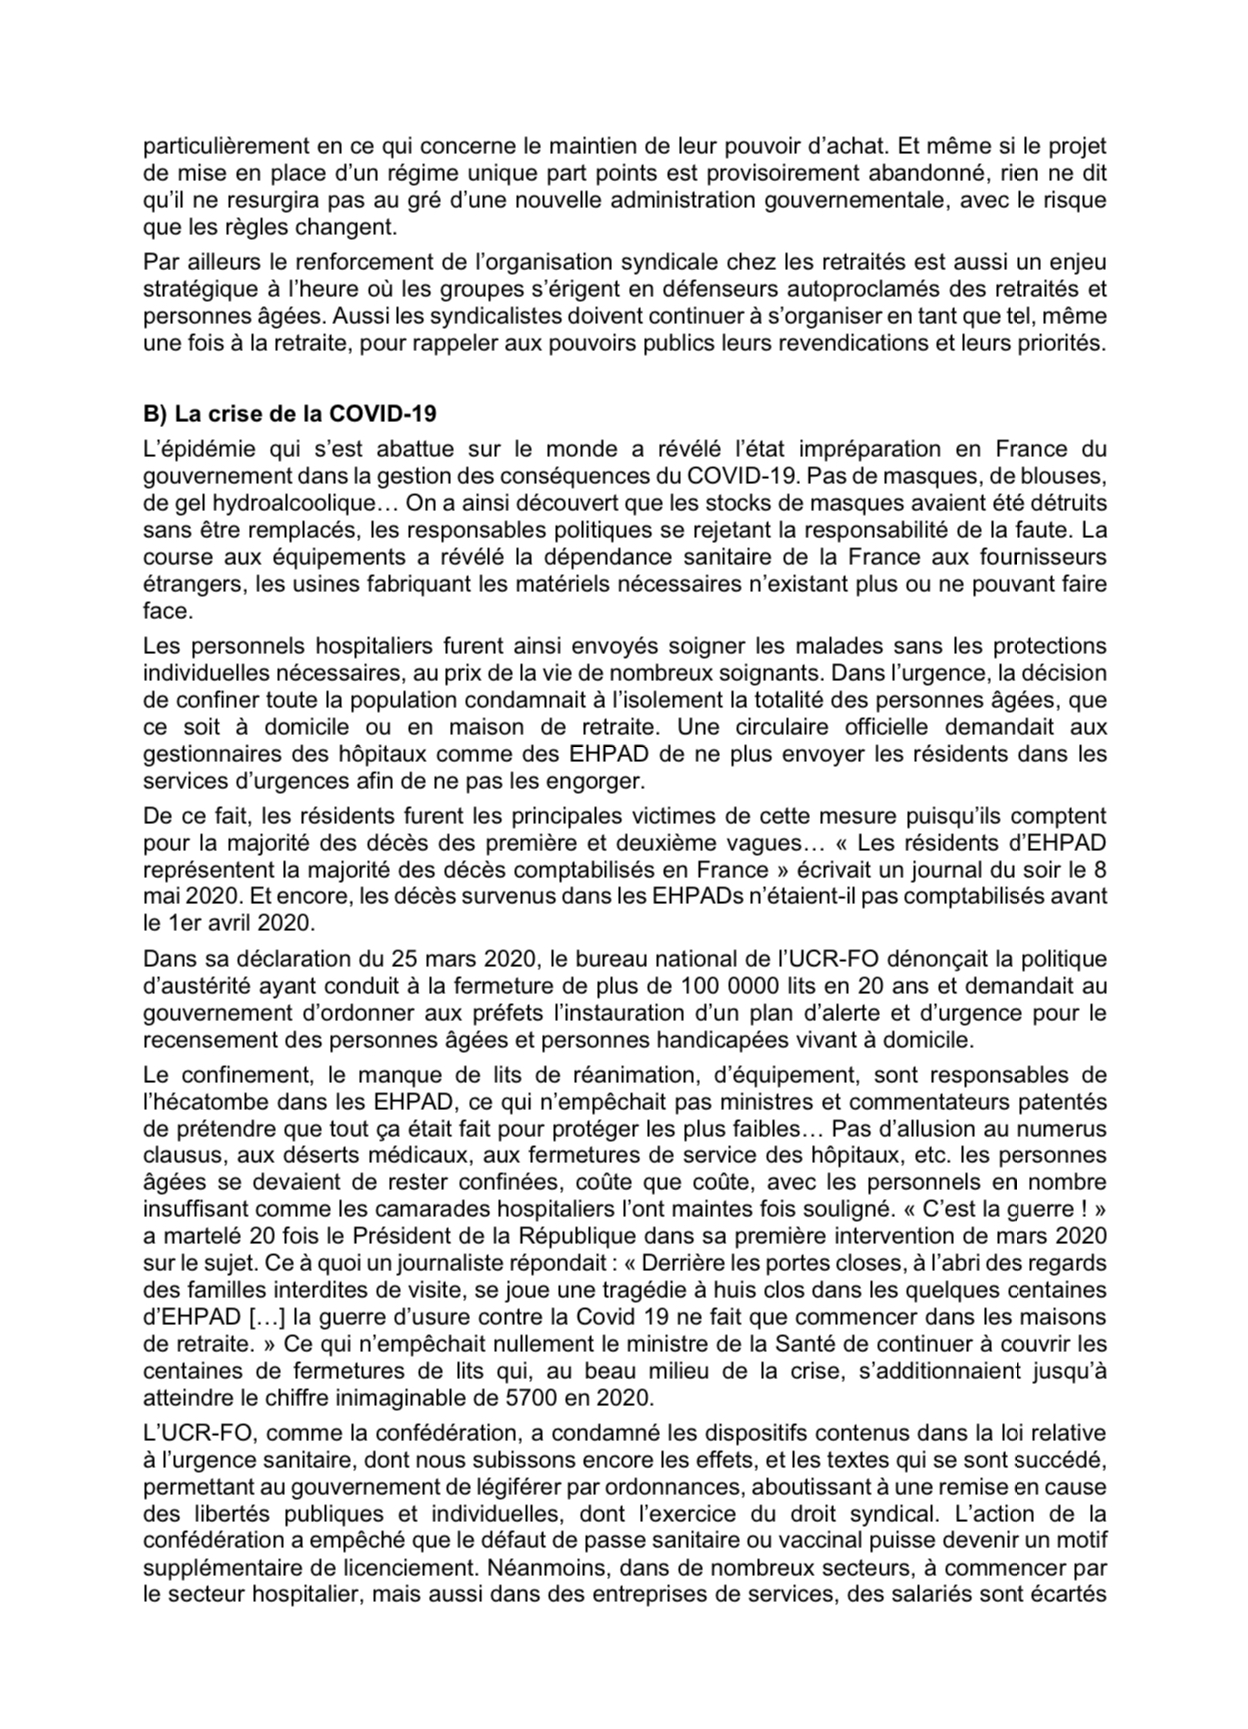 particulièrement en ce qui concerne le maintien de leur pouvoir d’achat. Et même si le projet
de mise en place d’un régime unique part points est provisoirement abandonné, rien ne dit
qu’il ne resurgira pas au gré d’une nouvelle administration gouvernementale, avec le risque
que les règles changent.
Par ailleurs le renforcement de l’organisation syndicale chez les retraités est aussi un enjeu
stratégique à l’heure où les groupes s’érigent en défenseurs autoproclamés des retraités et
personnes âgées. Aussi les syndicalistes doivent continuer à s’organiser en tant que tel, même
une fois à la retraite, pour rappeler aux pouvoirs publics leurs revendications et leurs priorités.
B) La crise de la COVID-19
L’épidémie qui s’est abattue sur le monde a révélé l’état impréparation en France du
gouvernement dans la gestion des conséquences du COVID-19. Pas de masques, de blouses,
de gel hydroalcoolique… On a ainsi découvert que les stocks de masques avaient été détruits
sans être remplacés, les responsables politiques se rejetant la responsabilité de la faute. La
course aux équipements a révélé la dépendance sanitaire de la France aux fournisseurs
étrangers, les usines fabriquant les matériels nécessaires n’existant plus ou ne pouvant faire
face.
Les personnels hospitaliers furent ainsi envoyés soigner les malades sans les protections
individuelles nécessaires, au prix de la vie de nombreux soignants. Dans l’urgence, la décision
de confiner toute la population condamnait à l’isolement la totalité des personnes âgées, que
ce soit à domicile ou en maison de retraite. Une circulaire officielle demandait aux
gestionnaires des hôpitaux comme des EHPAD de ne plus envoyer les résidents dans les
services d’urgences afin de ne pas les engorger.
De ce fait, les résidents furent les principales victimes de cette mesure puisqu’ils comptent
pour la majorité des décès des première et deuxième vagues… « Les résidents d’EHPAD
représentent la majorité des décès comptabilisés en France » écrivait un journal du soir le 8
mai 2020. Et encore, les décès survenus dans les EHPADs n’étaient-il pas comptabilisés avant
le 1er avril 2020.
Dans sa déclaration du 25 mars 2020, le bureau national de l’UCR-FO dénonçait la politique
d’austérité ayant conduit à la fermeture de plus de 100 0000 lits en 20 ans et demandait au
gouvernement d’ordonner aux préfets l’instauration d’un plan d’alerte et d’urgence pour le
recensement des personnes âgées et personnes handicapées vivant à domicile.
Le confinement, le manque de lits de réanimation, d’équipement, sont responsables de
l’hécatombe dans les EHPAD, ce qui n’empêchait pas ministres et commentateurs patentés
de prétendre que tout ça était fait pour protéger les plus faibles… Pas d’allusion au numerus
clausus, aux déserts médicaux, aux fermetures de service des hôpitaux, etc. les personnes
âgées se devaient de rester confinées, coûte que coûte, avec les personnels en nombre
insuffisant comme les camarades hospitaliers l’ont maintes fois souligné. « C’est la guerre ! »
a martelé 20 fois le Président de la République dans sa première intervention de mars 2020
sur le sujet. Ce à quoi un journaliste répondait : « Derrière les portes closes, à l’abri des regards
des familles interdites de visite, se joue une tragédie à huis clos dans les quelques centaines
d’EHPAD […] la guerre d’usure contre la Covid 19 ne fait que commencer dans les maisons
de retraite. » Ce qui n’empêchait nullement le ministre de la Santé de continuer à couvrir les
centaines de fermetures de lits qui, au beau milieu de la crise, s’additionnaient jusqu’à
atteindre le chiffre inimaginable de 5700 en 2020.
L’UCR-FO, comme la confédération, a condamné les dispositifs contenus dans la loi relative
à l’urgence sanitaire, dont nous subissons encore les effets, et les textes qui se sont succédé,
permettant au gouvernement de légiférer par ordonnances, aboutissant à une remise en cause
des libertés publiques et individuelles, dont l’exercice du droit syndical. L’action de la
confédération a empêché que le défaut de passe sanitaire ou vaccinal puisse devenir un motif
supplémentaire de licenciement. Néanmoins, dans de nombreux secteurs, à commencer par
le secteur hospitalier, mais aussi dans des entreprises de services, des salariés sont écartés